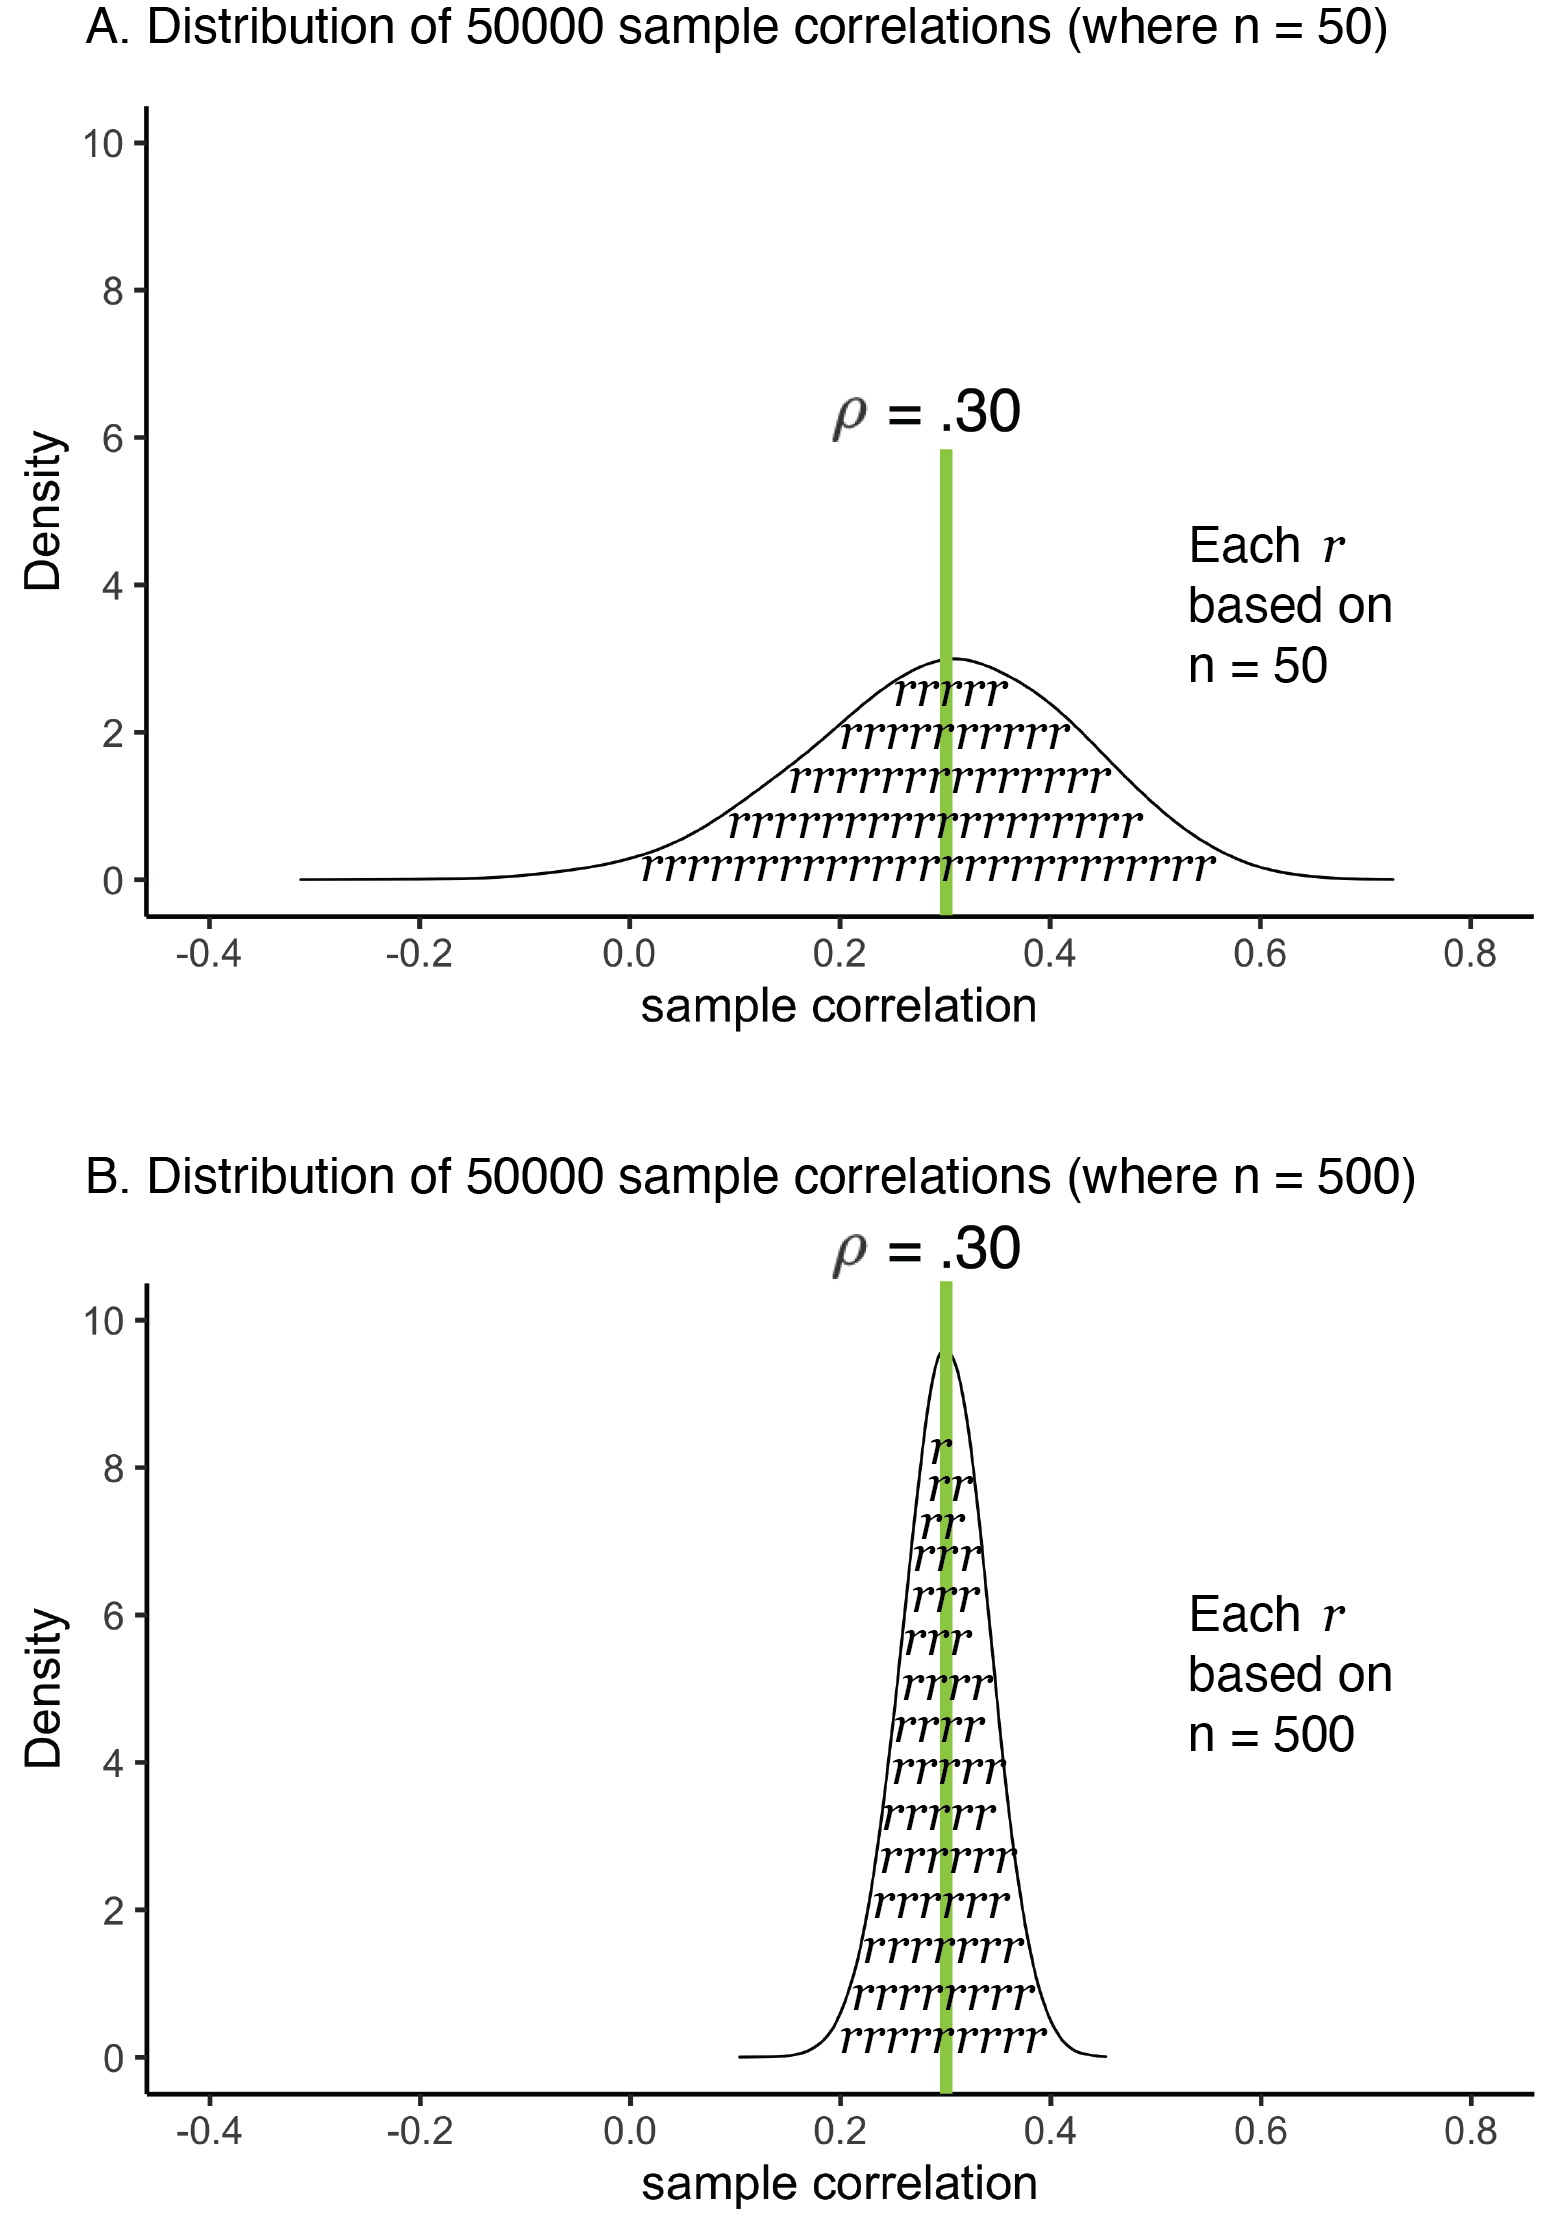 A. Distribution of 50000 sample correlations (where n = 50)
10
8
6
4
2
0
Density
ρ = .30
Each r
based on
n = 50
rrrrr
rrrrrrrrrr
rrrrrrrrrrrrrr
rrrrrrrrrrrrrrrrrr
rrrrrrrrrrrrrrrrrrrrrrrrr
-0.4 -0.2 0.0 0.2 0.4 0.6 0.8
sample correlation
B. Distribution of 50000 sample correlations (where n = 500)
ρ = .30
10
8
6
4
2
0
Density
r
rr
rr
rrr
rrr
rrr
rrrr
rrrr
rrrrr
rrrrr
rrrrrr
rrrrrr
rrrrrrr
rrrrrrrr
rrrrrrrrr
Each r
based on
n = 500
-0.4 -0.2 0.0 0.2 0.4 0.6 0.8
sample correlation